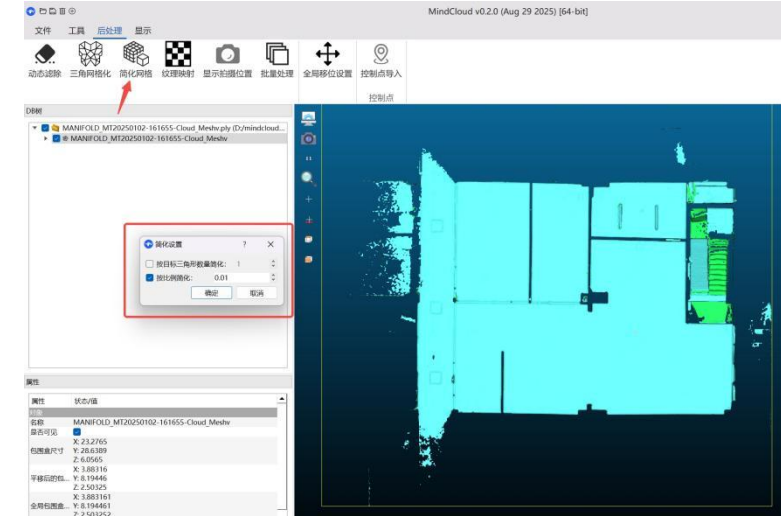 MindCloud v0.2.0 (Aug 29 2025) [64-bit]
文件 工具 后处理 显示
动态滤除 三角网格化 简化网格 纹理映射 显示拍摄位置 批量处理 全局移位设置 控制点导入
控制点
DB树
MANIFOLD_MT20250102-161655-Cloud_Meshv.ply (D:/mindcloud...
MANIFOLD_MT20250102-161655-Cloud_Meshv
简化设置 ? ×
按目标三角形数量简化: 1
按比例简化: 0.01
确定 取消
属性
属性 状态/值
名称 MANIFOLD_MT20250102-161655-Cloud_Meshv
是否可见
包围盒尺寸
X: 23.2765
Y: 28.6389
Z: 6.0565
平移后的包...
X: 3.88316
Y: 8.19446
Z: 2.50325
全局包围盒...
X: 3.883161
Y: 8.194461
Z: 2.503252